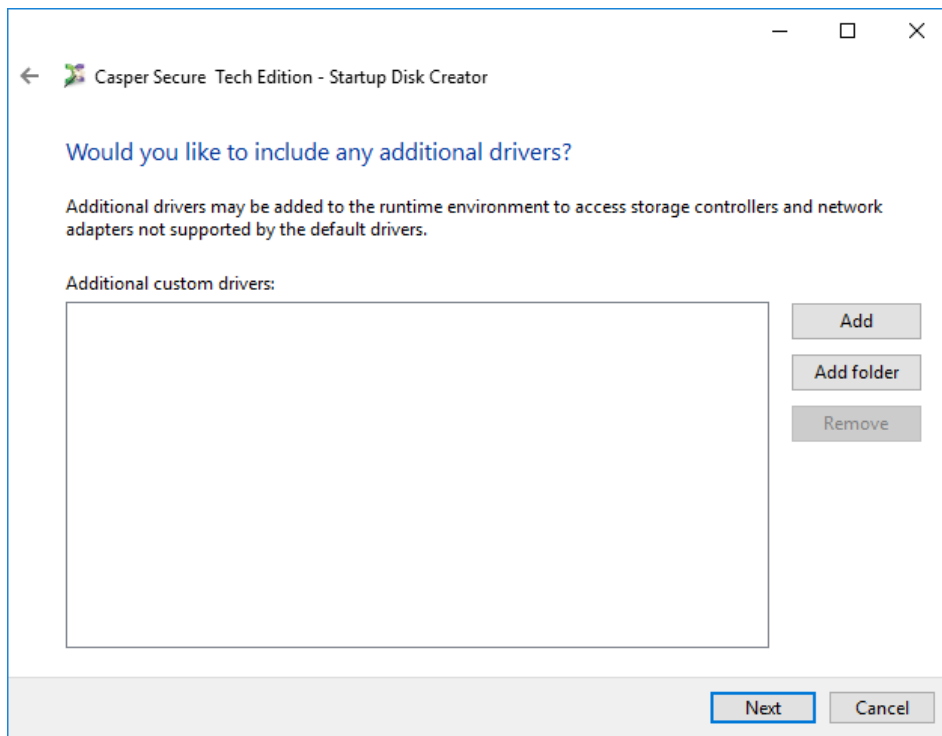 Casper Secure  Tech Edition - Startup Disk Creator
Would you like to include any additional drivers?
Additional drivers may be added to the runtime environment to access storage controllers and network
adapters not supported by the default drivers.
Additional custom drivers:
Add
Add folder
Remove
Next
Cancel